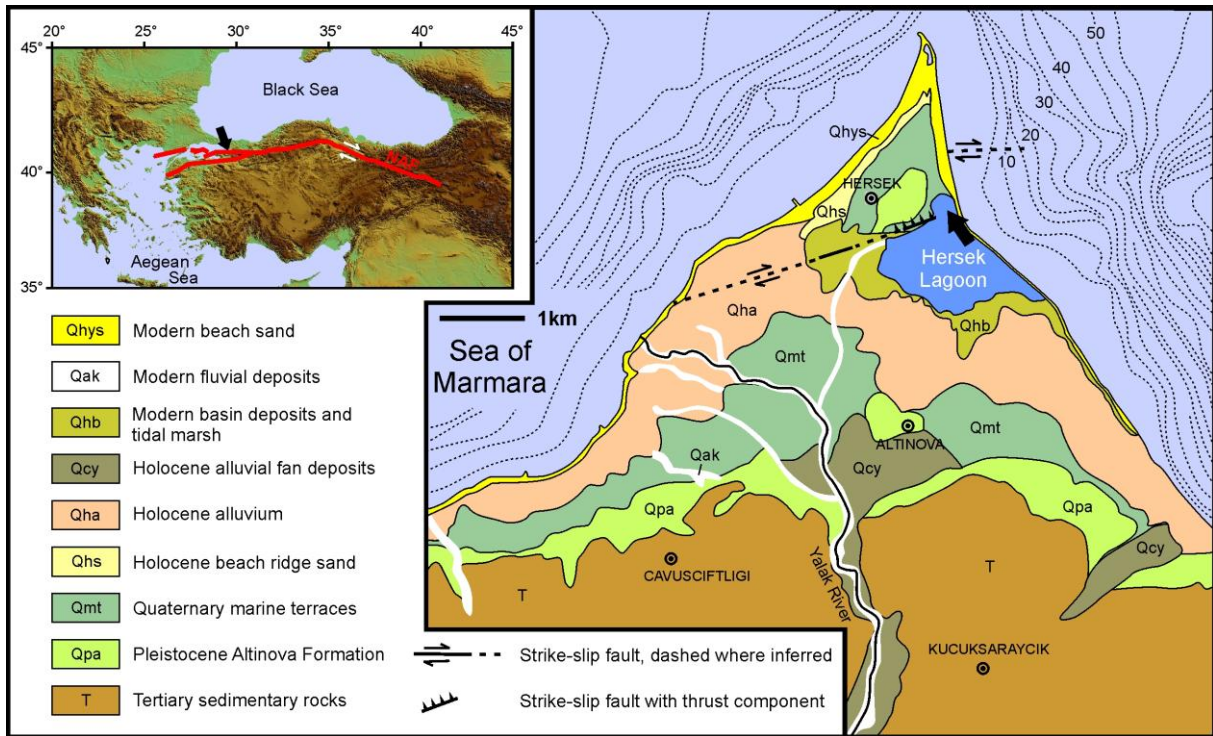 20°
25°
30°
35°
40°
45°
45°
40°
35°
Black Sea
NAF
Aegean
Sea
Qhys
Modern beach sand
Qak
Modern fluvial deposits
Qhb
Modern basin deposits and
tidal marsh
Qcy
Holocene alluvial fan deposits
Qha
Holocene alluvium
Qhs
Holocene beach ridge sand
Qmt
Quaternary marine terraces
Qpa
Pleistocene Altinova Formation
T
Tertiary sedimentary rocks
Strike-slip fault, dashed where inferred
Strike-slip fault with thrust component
1km
Sea of
Marmara
50
40
30
20
10
Qhys
HERSEK
Qhs
Hersek
Lagoon
Qha
Qhb
Qmt
ALTINOVA
Qmt
Qak
Qcy
Qpa
Qpa
Qcy
CAVUSCIFTLIGI
T
T
Yalak River
KUCUKSARAYCIK